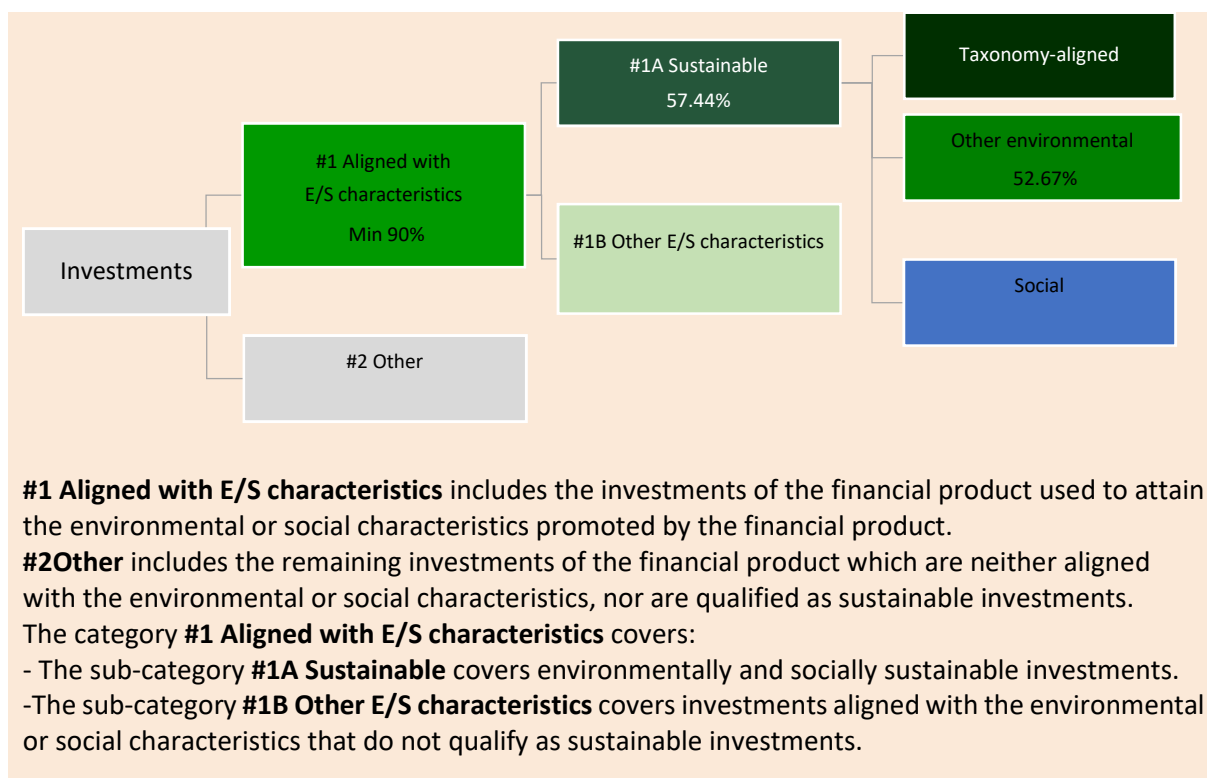 Investments
#1 Aligned with
E/S characteristics
Min 90%
#2 Other
#1A Sustainable
57.44%
#1B Other E/S characteristics
Taxonomy-aligned
Other environmental
52.67%
Social
#1 Aligned with E/S characteristics includes the investments of the financial product used to attain
the environmental or social characteristics promoted by the financial product.
#2Other includes the remaining investments of the financial product which are neither aligned
with the environmental or social characteristics, nor are qualified as sustainable investments.
The category #1 Aligned with E/S characteristics covers:
- The sub-category #1A Sustainable covers environmentally and socially sustainable investments.
-The sub-category #1B Other E/S characteristics covers investments aligned with the environmental
or social characteristics that do not qualify as sustainable investments.